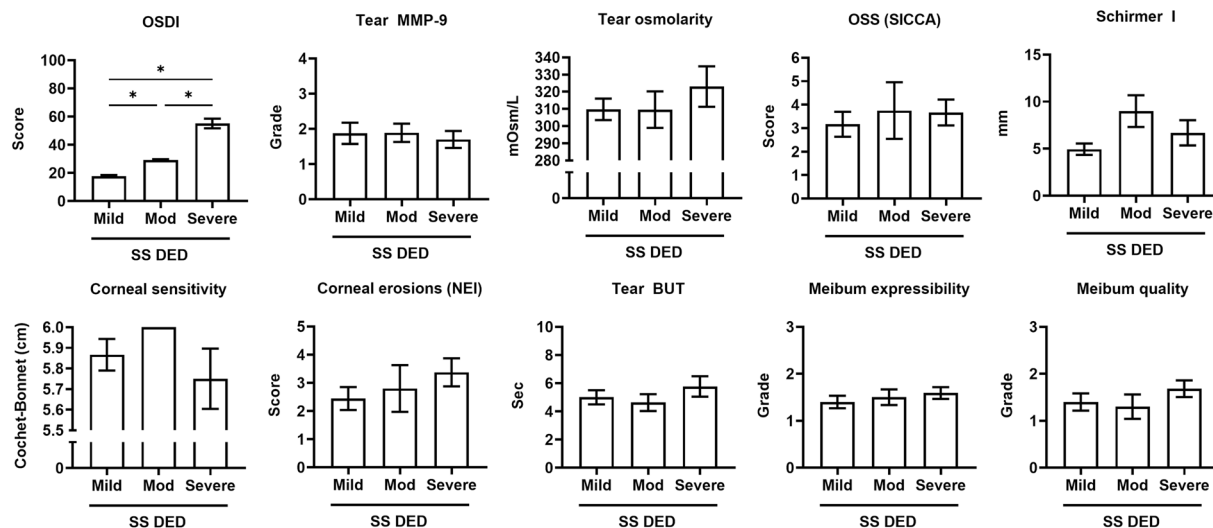 OSDI
Score
100
80
60
40
20
0
*
*
*
Mild Mod Severe
SS DED
Tear MMP-9
Grade
4
3
2
1
0
Mild Mod Severe
SS DED
Tear osmolarity
mOsm/L
340
330
320
310
300
290
280
0
Mild Mod Severe
SS DED
OSS (SICCA)
Score
6
5
4
3
2
1
0
Mild Mod Severe
SS DED
Schirmer I
mm
15
10
5
0
Mild Mod Severe
SS DED
Corneal sensitivity
Cochet-Bonnet (cm)
6.0
5.9
5.8
5.7
5.6
5.5
0
Mild Mod Severe
SS DED
Corneal erosions (NEI)
Score
5
4
3
2
1
0
Mild Mod Severe
SS DED
Tear BUT
Sec
10
8
6
4
2
0
Mild Mod Severe
SS DED
Meibum expressibility
Grade
3
2
1
0
Mild Mod Severe
SS DED
Meibum quality
Grade
3
2
1
0
Mild Mod Severe
SS DED